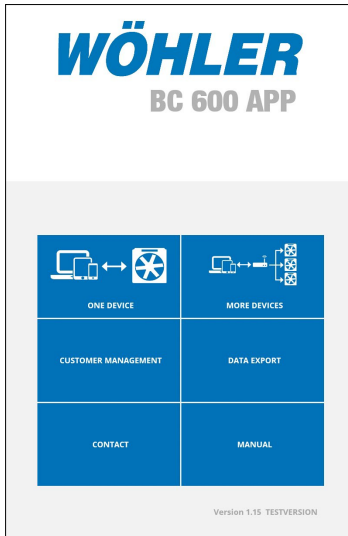 WÖHLER
BC 600 APP
ONE DEVICE
MORE DEVICES
CUSTOMER MANAGEMENT
DATA EXPORT
CONTACT
MANUAL
Version 1.15 TESTVERSION